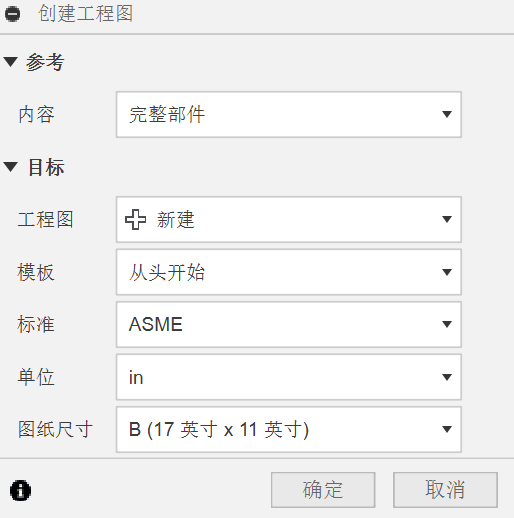 创建工程图
参考
内容 完整部件
目标
工程图 新建
模板 从头开始
标准 ASME
单位 in
图纸尺寸 B (17 英寸 x 11 英寸)
确定 取消